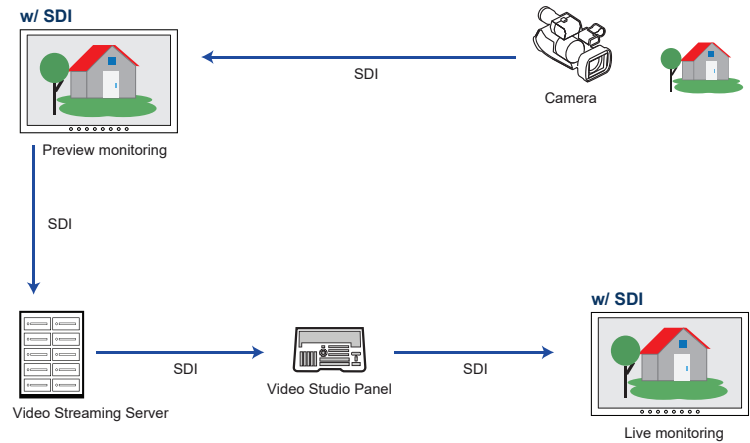 w/ SDI
SDI
Camera
Preview monitoring
SDI
w/ SDI
SDI
SDI
Video Studio Panel
Video Streaming Server
Live monitoring